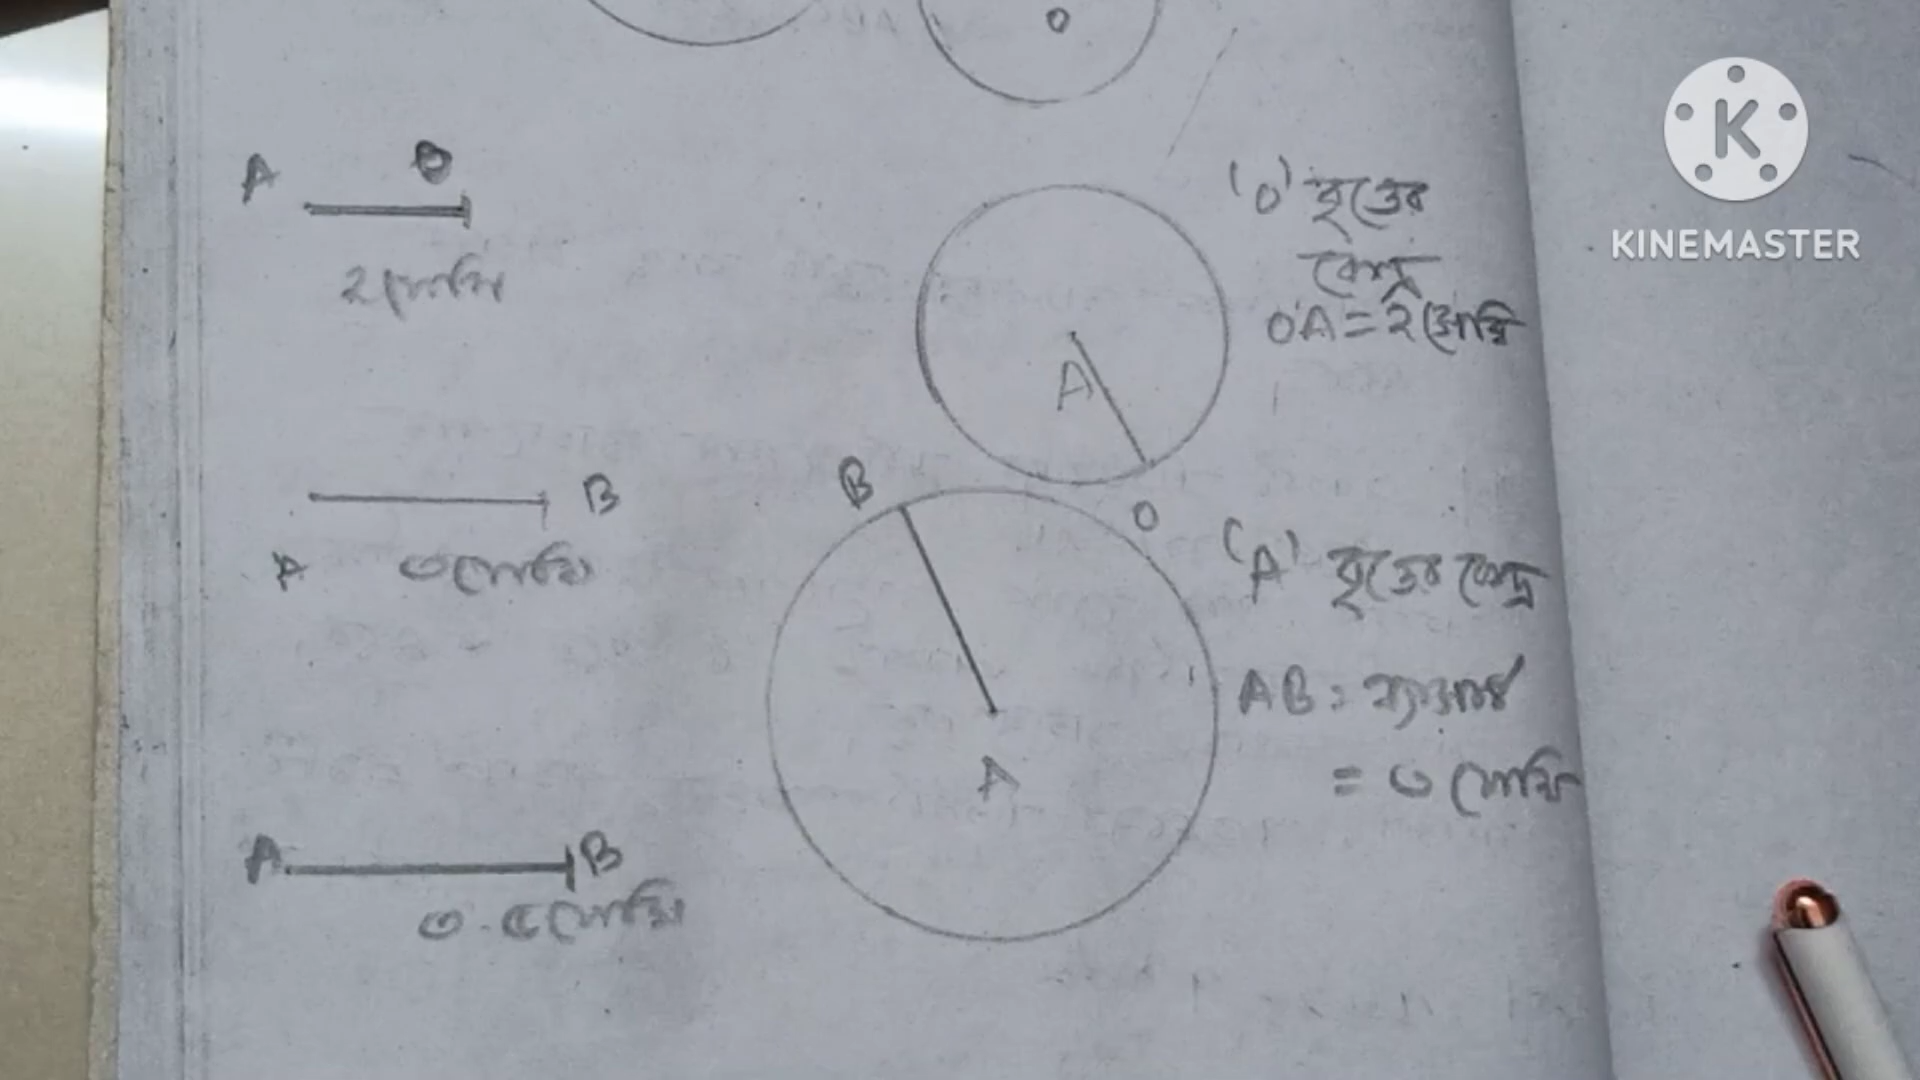 O
A O
২ সেমি
'O' বৃত্তের
কেন্দ্র
OA = ২ সেমি
A
A B
৩ সেমি
B
O
'A' বৃত্তের কেন্দ্র
AB = ব্যাসার্ধ
= ৩ সেমি
A
A B
৩.৫ সেমি
K
KINEMASTER